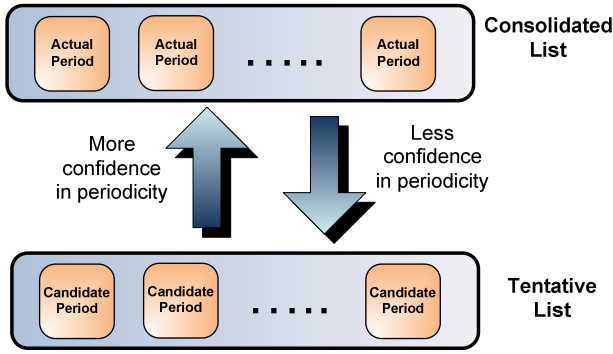 Actual
Period
Actual
Period
. . . . .
Actual
Period
Consolidated
List
More
confidence
in periodicity
Less
confidence
in periodicity
Candidate
Period
Candidate
Period
. . . . .
Candidate
Period
Tentative
List